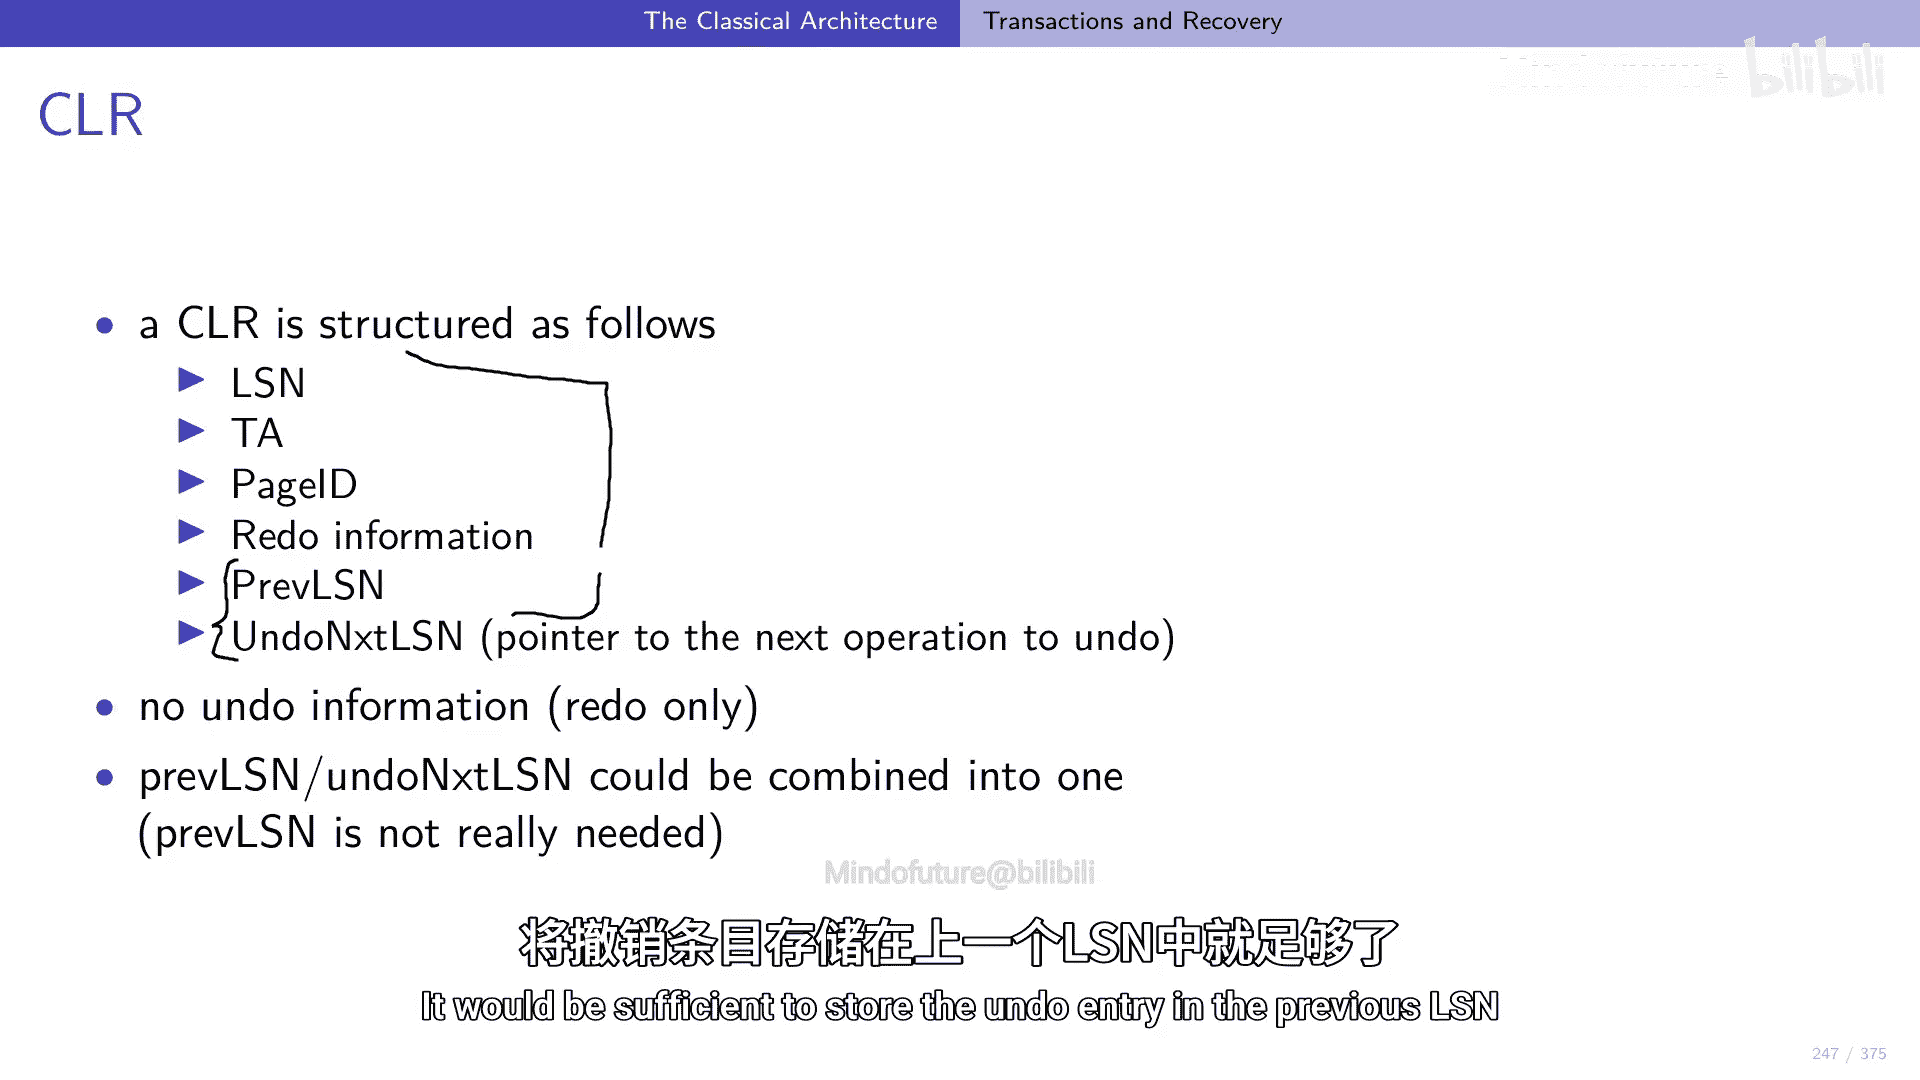 The Classical Architecture Transactions and Recovery
bilibili
CLR
• a CLR is structured as follows
▶ LSN
▶ TA
▶ PageID
▶ Redo information
▶ PrevLSN
▶ UndoNxtLSN (pointer to the next operation to undo)
• no undo information (redo only)
• prevLSN/undoNxtLSN could be combined into one
(prevLSN is not really needed)
Mindofuture@bilibili
将撤销条目存储在上一个LSN中就足够了
It would be sufficient to store the undo entry in the previous LSN
247 / 375